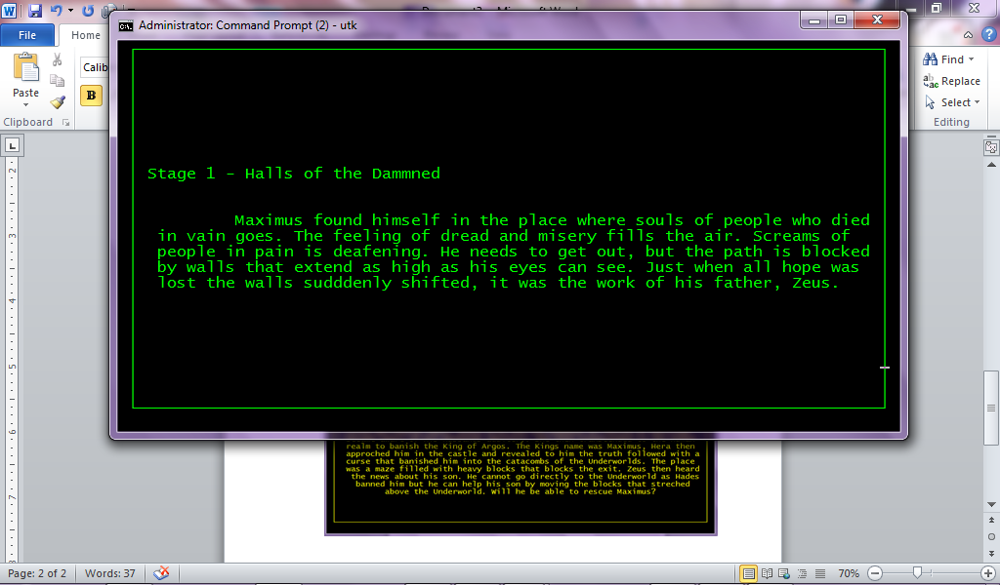 Administrator: Command Prompt (2) - utk
File
Home
Paste
Calib
B
Clipboard
Find
Replace
Select
Editing
Stage 1 - Halls of the Dammned
Maximus found himself in the place where souls of people who died
in vain goes. The feeling of dread and misery fills the air. Screams of
people in pain is deafening. He needs to get out, but the path is blocked
by walls that extend as high as his eyes can see. Just when all hope was
lost the walls sudddenly shifted, it was the work of his father, Zeus.
realm to banish the King of Argos. The Kings name was Maximus, Hera then
approched him in the castle and revealed to him the truth followed with a
curse that banished him into the catacombs of the Underworlds. The place
was a maze filled with heavy blocks that blocks the exit. Zeus then heard
the news about his son. He cannot go directly to the Underworld as Hades
banned him but he can help his son by moving the blocks that streched
above the Underworld. Will he be able to rescue Maximus?
Page: 2 of 2
Words: 37
70%